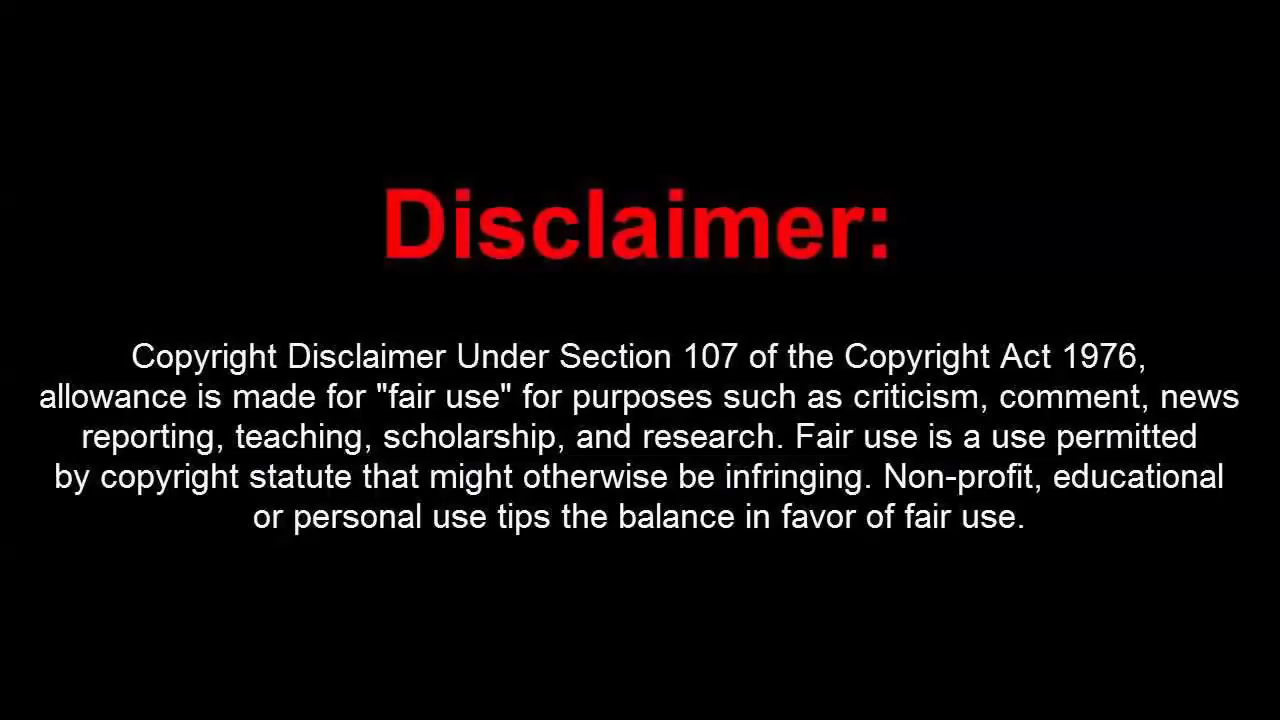 Disclaimer:
Copyright Disclaimer Under Section 107 of the Copyright Act 1976,
allowance is made for "fair use" for purposes such as criticism, comment, news
reporting, teaching, scholarship, and research. Fair use is a use permitted
by copyright statute that might otherwise be infringing. Non-profit, educational
or personal use tips the balance in favor of fair use.